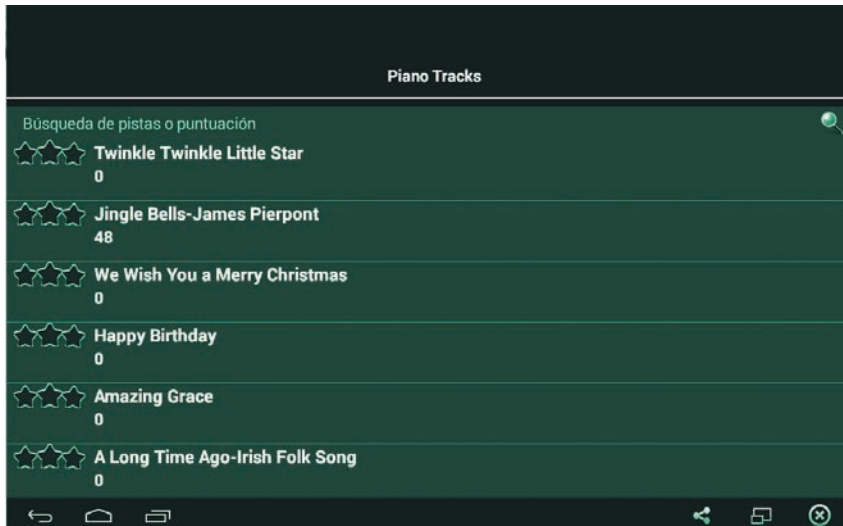 Piano Tracks
Búsqueda de pistas o puntuación
Twinkle Twinkle Little Star
0
Jingle Bells-James Pierpont
48
We Wish You a Merry Christmas
0
Happy Birthday
0
Amazing Grace
0
A Long Time Ago-Irish Folk Song
0